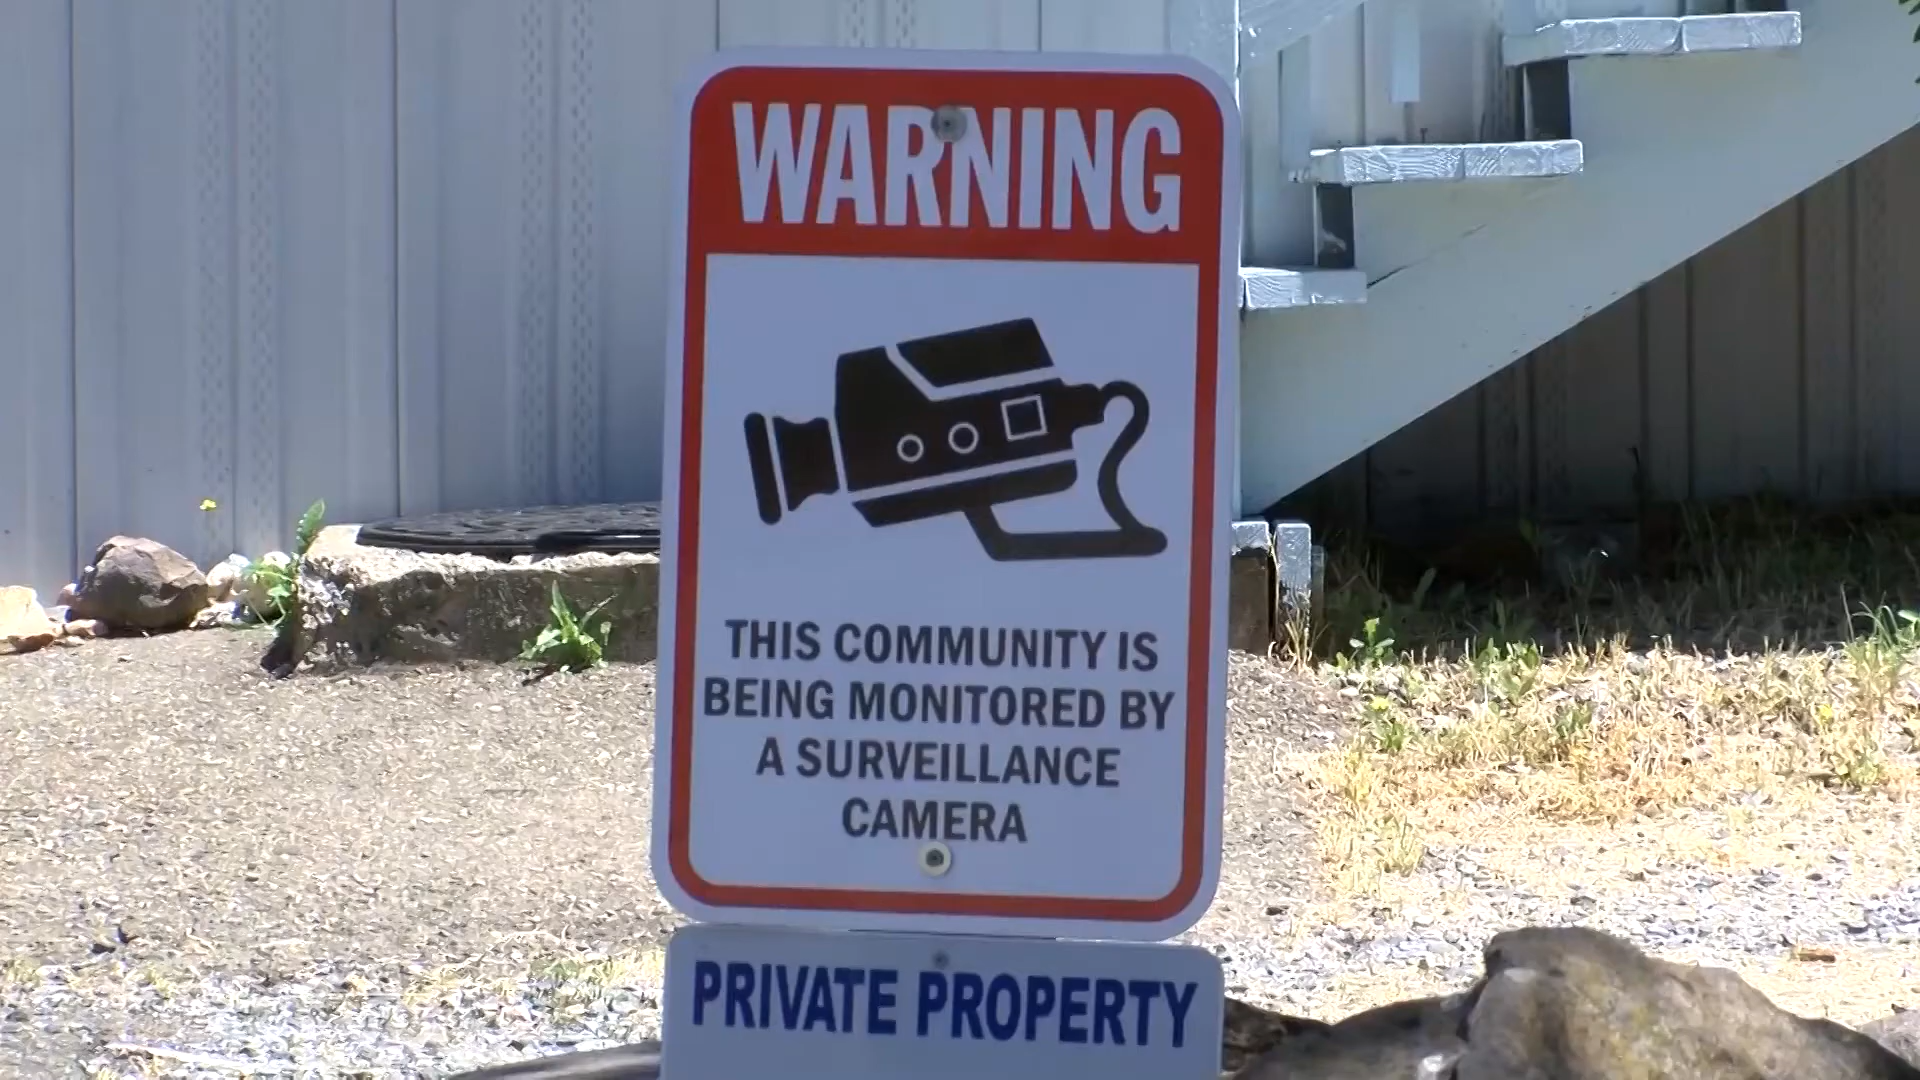 WARNING
THIS COMMUNITY IS
BEING MONITORED BY
A SURVEILLANCE
CAMERA
PRIVATE PROPERTY